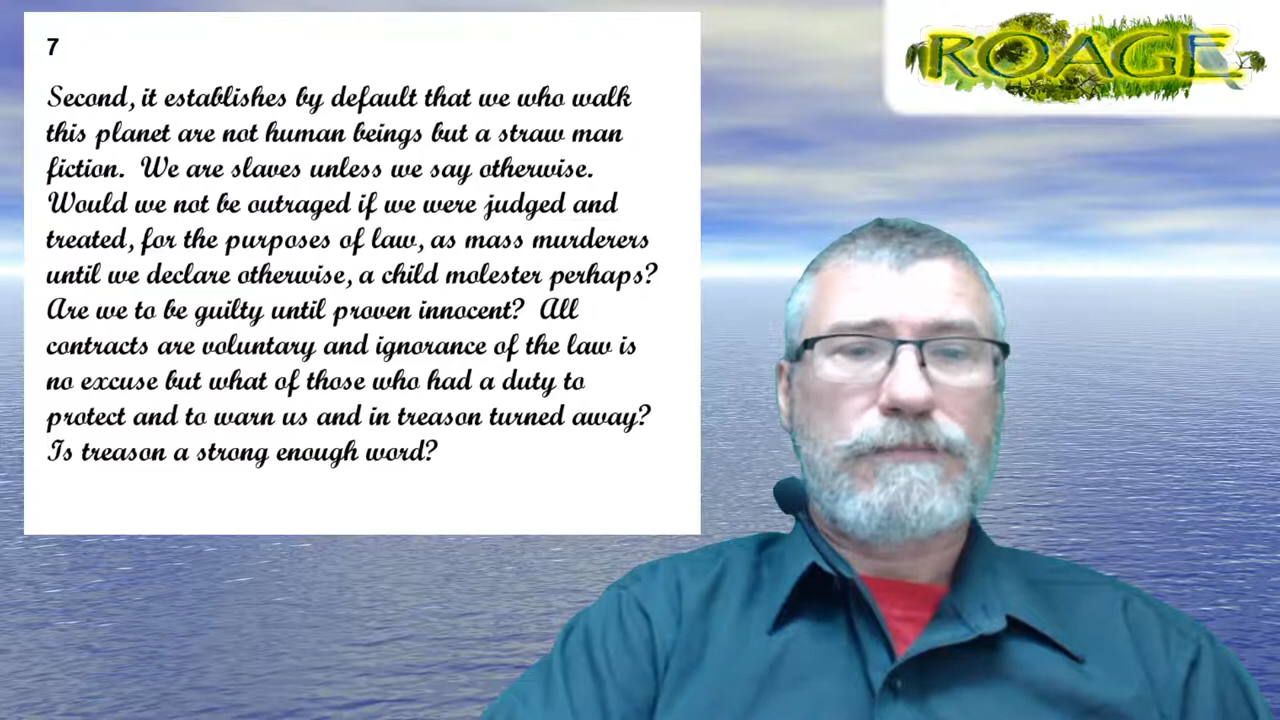 7
ROAGE
Second, it establishes by default that we who walk
this planet are not human beings but a straw man
fiction.  We are slaves unless we say otherwise.
Would we not be outraged if we were judged and
treated, for the purposes of law, as mass murderers
until we declare otherwise, a child molester perhaps?
Are we to be guilty until proven innocent?  All
contracts are voluntary and ignorance of the law is
no excuse but what of those who had a duty to
protect and to warn us and in treason turned away?
Is treason a strong enough word?